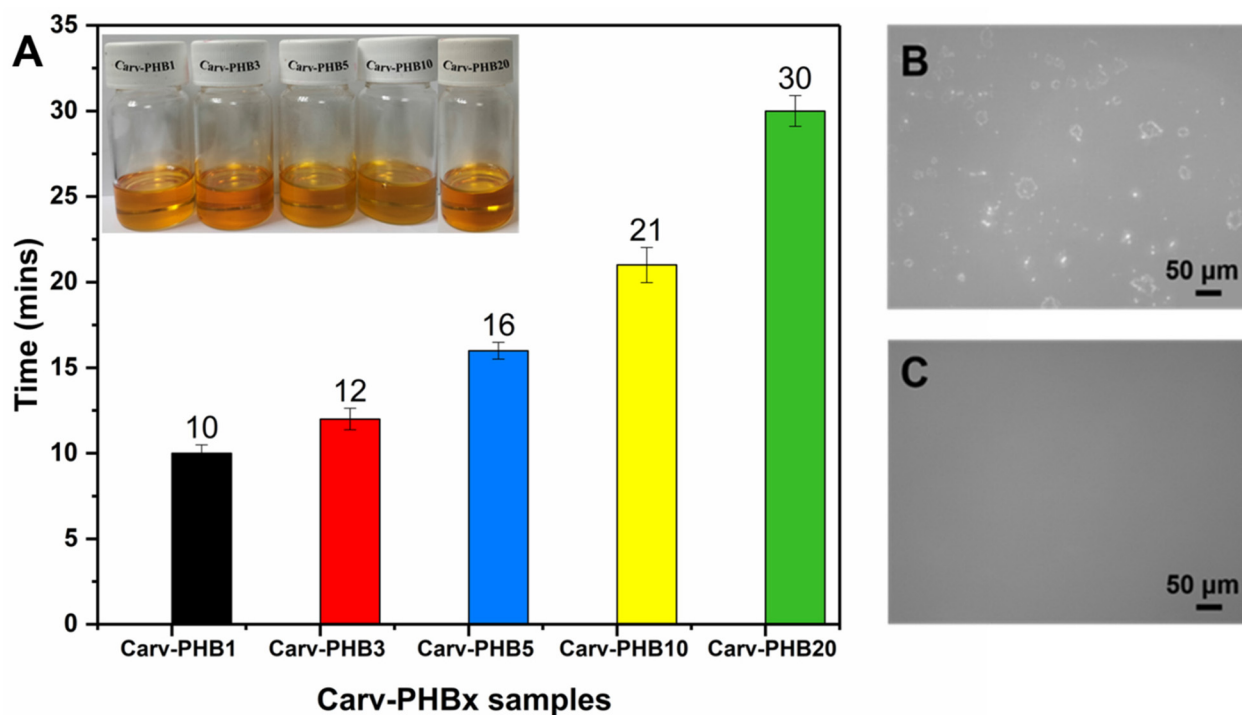 A
35
30
25
20
15
10
5
0
Time (mins)
Carv-PHB1 Carv-PHB3 Carv-PHB5 Carv-PHB10 Carv-PHB20
10
12
16
21
30
Carv-PHB1 Carv-PHB3 Carv-PHB5 Carv-PHB10 Carv-PHB20
Carv-PHBx samples
B
50 µm
C
50 µm